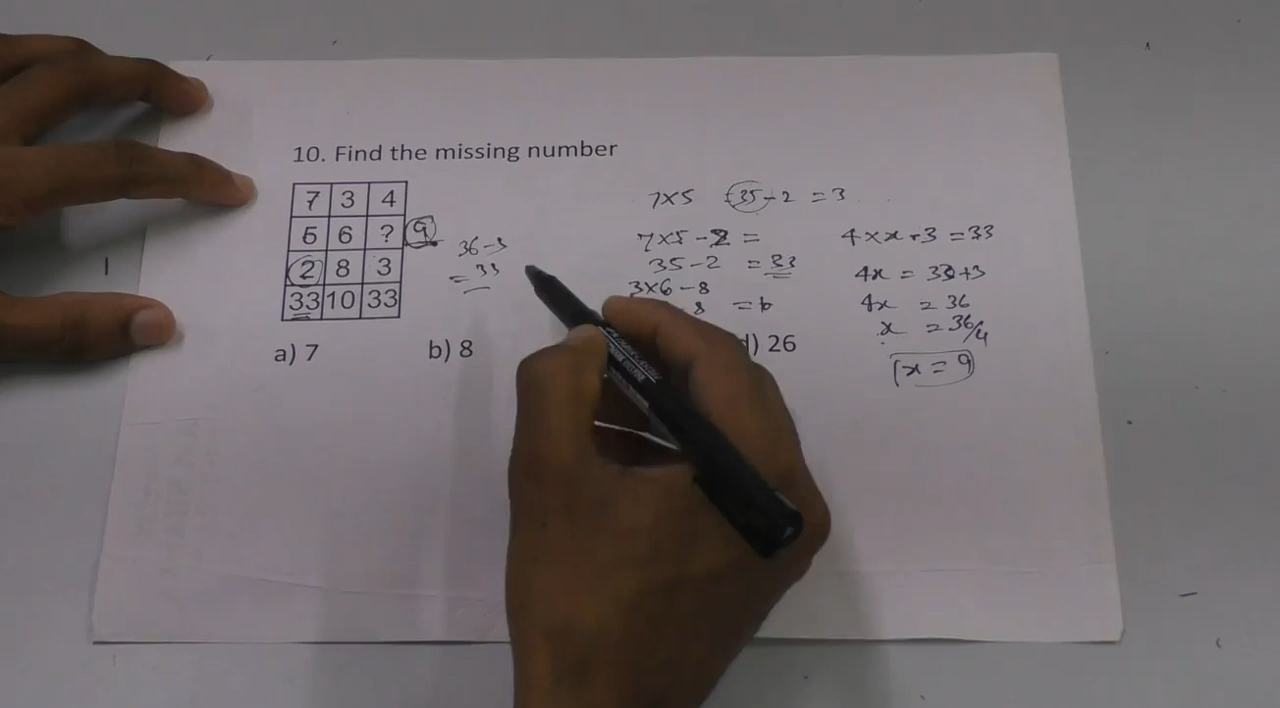 10. Find the missing number
7 3 4
5 6 ? 9
2 8 3
33 10 33
36-3
= 33
a) 7 b) 8 d) 26
7×5 35-2 = 3
7×5-2 =
35-2 = 33
3×6-8
8 = 10
4×x-3 = 33
4x = 33+3
4x = 36
x = 36/4
x = 9